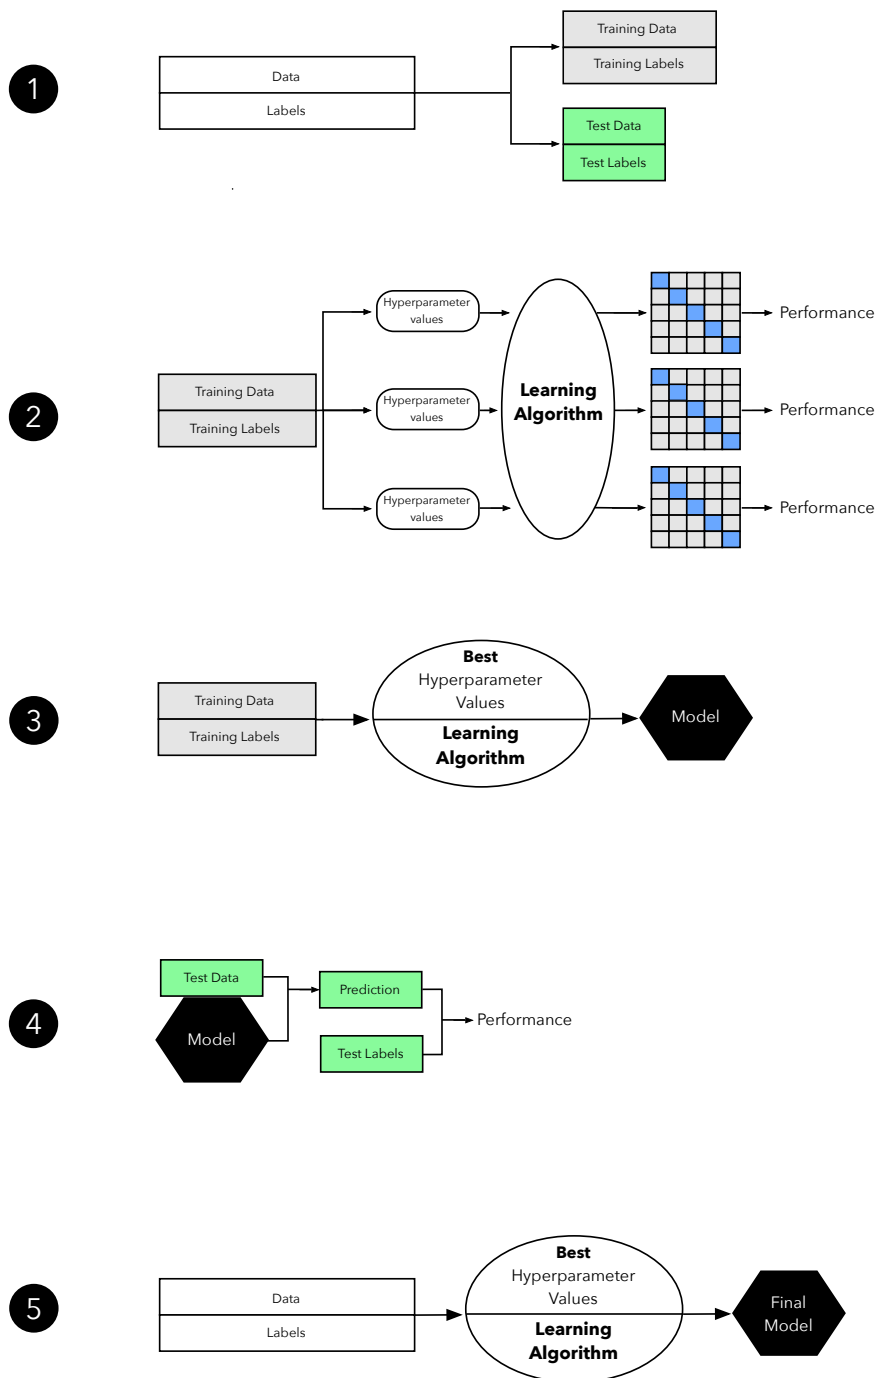 1
Data
Labels
Training Data
Training Labels
Test Data
Test Labels
2
Training Data
Training Labels
Hyperparameter
values
Hyperparameter
values
Hyperparameter
values
Learning
Algorithm
Performance
Performance
Performance
3
Training Data
Training Labels
Best
Hyperparameter
Values
Learning
Algorithm
Model
4
Test Data
Model
Prediction
Test Labels
Performance
5
Data
Labels
Best
Hyperparameter
Values
Learning
Algorithm
Final
Model